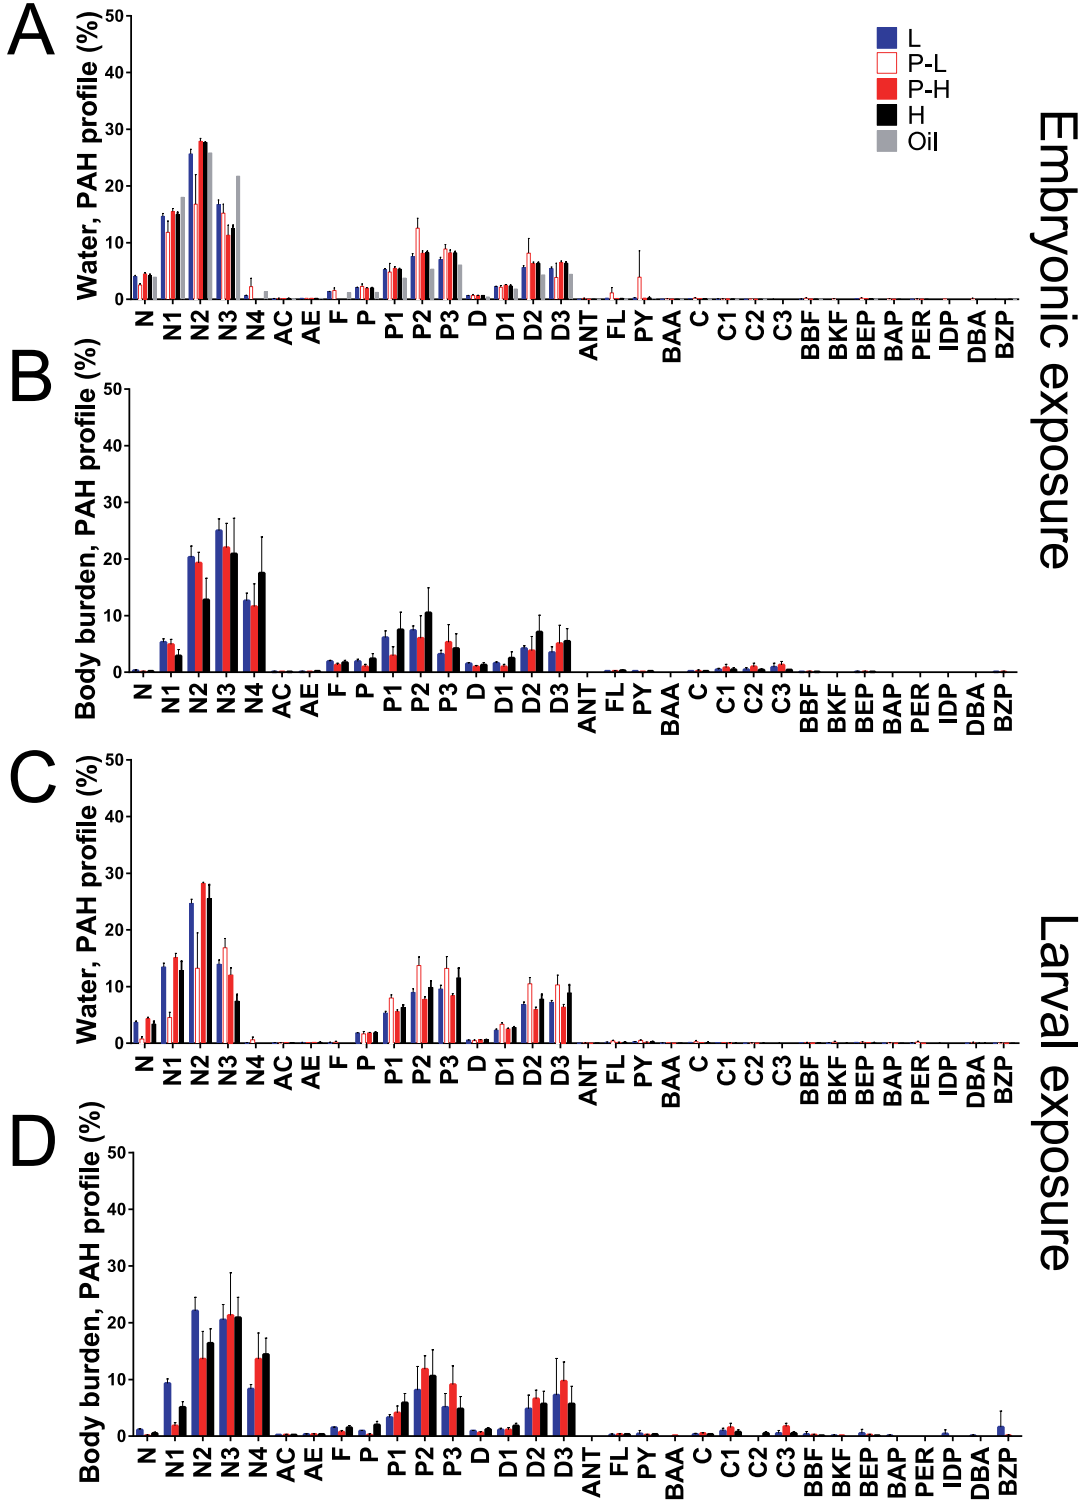 A
Water, PAH profile (%)
50
40
30
20
10
0
L
P-L
P-H
H
Oil
N N1 N2 N3 N4 AC AE F P P1 P2 P3 D D1 D2 D3 ANT FL PY BAA C C1 C2 C3 BBF BKF BEP BAP PER IDP DBA BZP
B
Body burden, PAH profile (%)
50
40
30
20
10
0
N N1 N2 N3 N4 AC AE F P P1 P2 P3 D D1 D2 D3 ANT FL PY BAA C C1 C2 C3 BBF BKF BEP BAP PER IDP DBA BZP
Embryonic exposure
C
Water, PAH profile (%)
50
40
30
20
10
0
N N1 N2 N3 N4 AC AE F P P1 P2 P3 D D1 D2 D3 ANT FL PY BAA C C1 C2 C3 BBF BKF BEP BAP PER IDP DBA BZP
D
Body burden, PAH profile (%)
50
40
30
20
10
0
N N1 N2 N3 N4 AC AE F P P1 P2 P3 D D1 D2 D3 ANT FL PY BAA C C1 C2 C3 BBF BKF BEP BAP PER IDP DBA BZP
Larval exposure